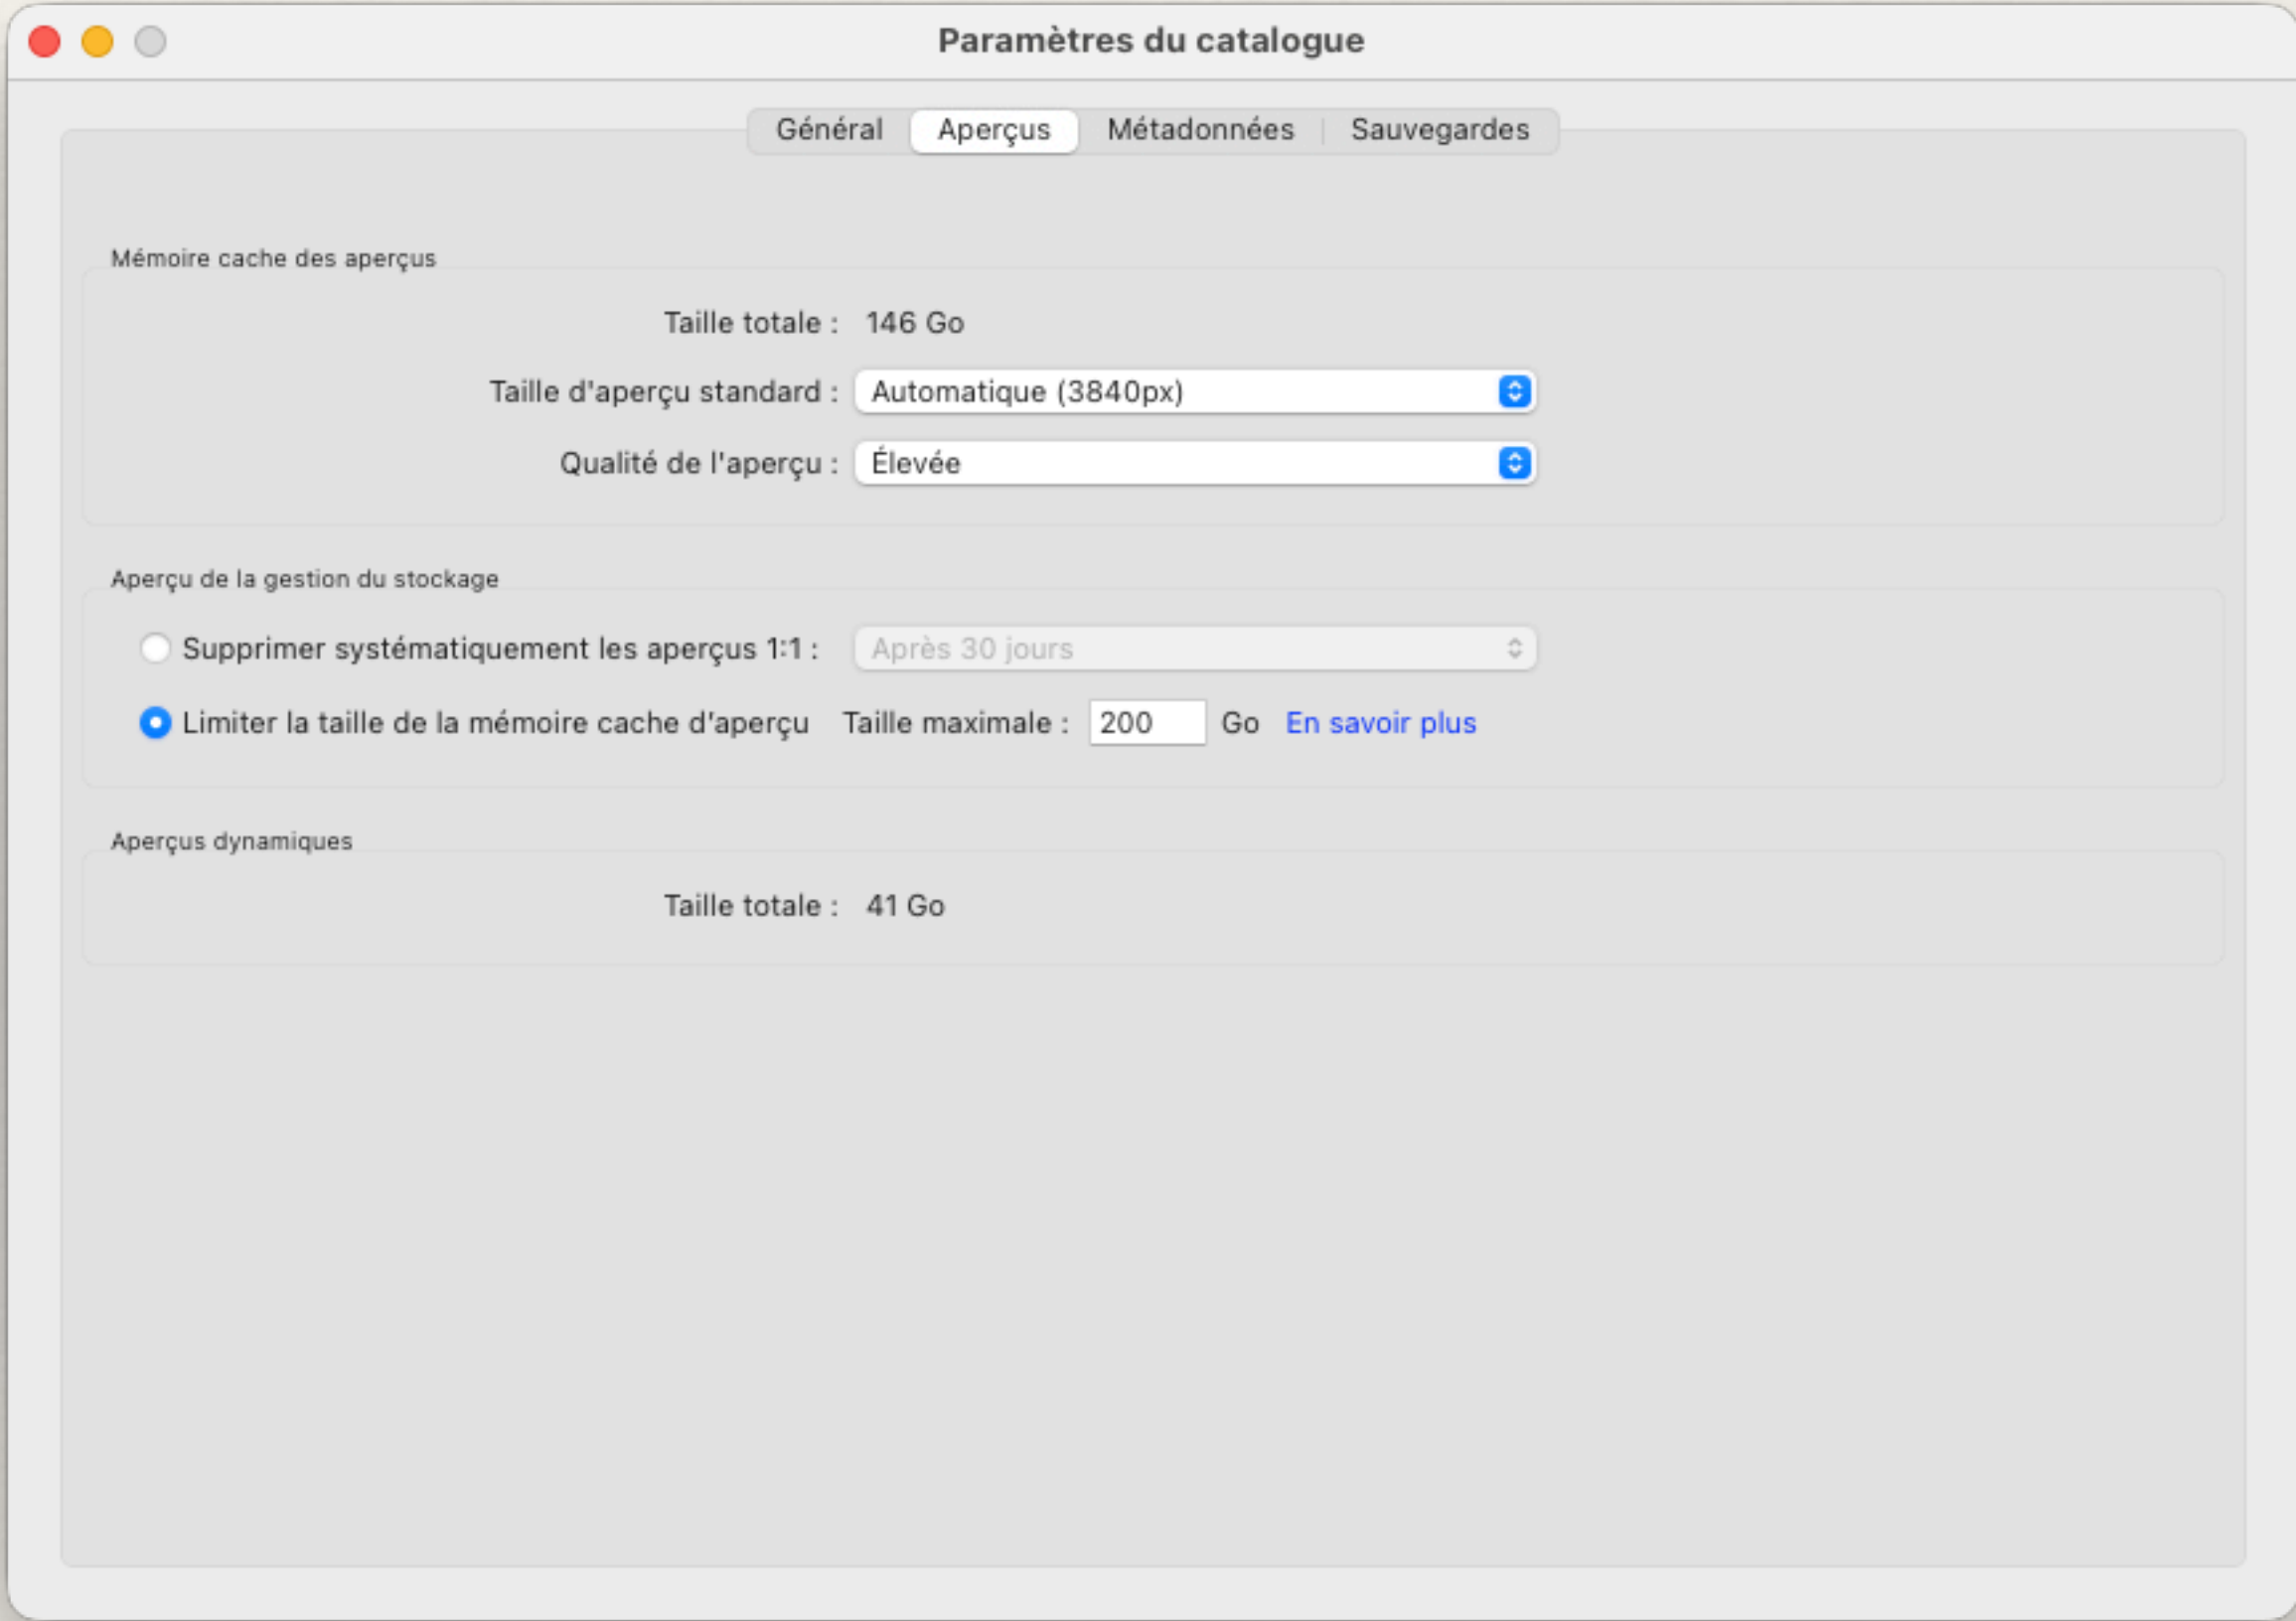 Paramètres du catalogue
Général Aperçus Métadonnées Sauvegardes
Mémoire cache des aperçus
Taille totale : 146 Go
Taille d'aperçu standard : Automatique (3840px)
Qualité de l'aperçu : Élevée
Aperçu de la gestion du stockage
Supprimer systématiquement les aperçus 1:1 : Après 30 jours
Limiter la taille de la mémoire cache d'aperçu Taille maximale : 200 Go En savoir plus
Aperçus dynamiques
Taille totale : 41 Go